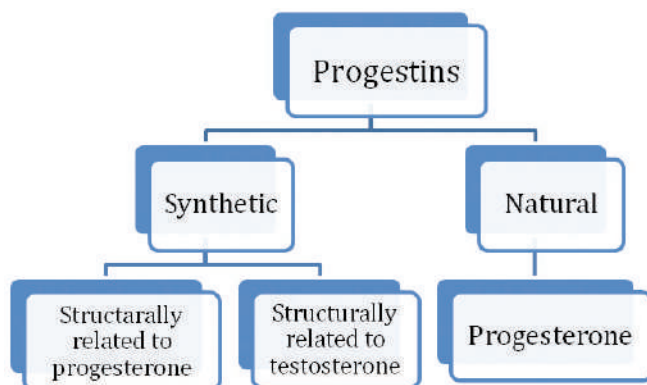 Progestins
Synthetic
Natural
Structarally
related to
progesterone
Structurally
related to
testosterone
Progesterone